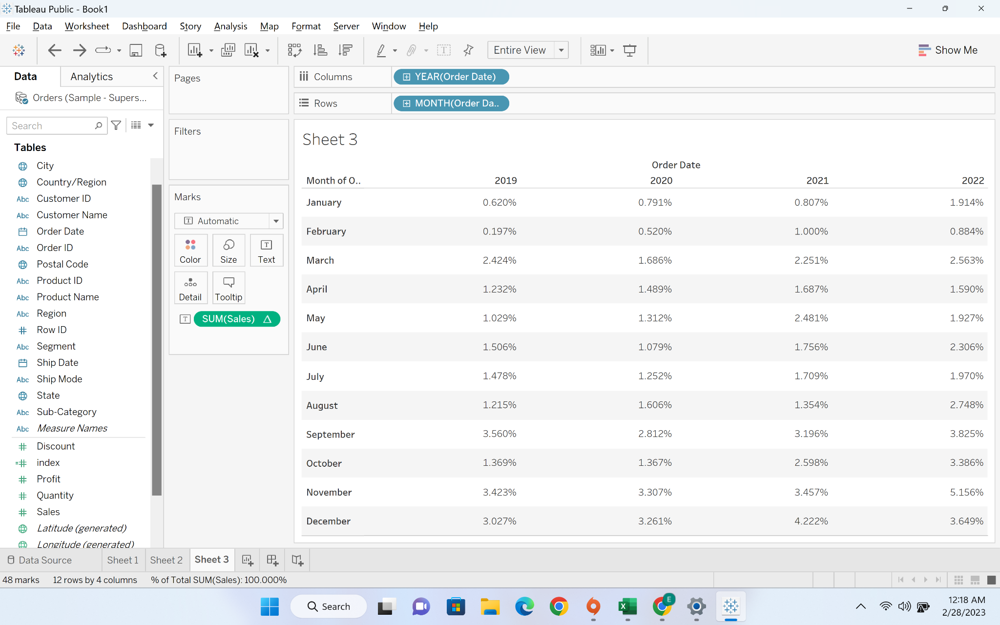 Tableau Public - Book1
File Data Worksheet Dashboard Story Analysis Map Format Server Window Help
Entire View
Show Me
Data Analytics
Orders (Sample - Supers...
Search
Tables
City
Country/Region
Abc Customer ID
Abc Customer Name
Order Date
Abc Order ID
Postal Code
Abc Product ID
Abc Product Name
Abc Region
# Row ID
Abc Segment
Ship Date
Abc Ship Mode
State
Abc Sub-Category
Abc Measure Names
# Discount
=# index
# Profit
# Quantity
# Sales
Latitude (generated)
Longitude (generated)
Pages
Filters
Marks
T Automatic
Color Size T Text
Detail Tooltip
T SUM(Sales) Δ
Columns YEAR(Order Date)
Rows MONTH(Order Da..
Sheet 3
Order Date
Month of O.. 2019 2020 2021 2022
January 0.620% 0.791% 0.807% 1.914%
February 0.197% 0.520% 1.000% 0.884%
March 2.424% 1.686% 2.251% 2.563%
April 1.232% 1.489% 1.687% 1.590%
May 1.029% 1.312% 2.481% 1.927%
June 1.506% 1.079% 1.756% 2.306%
July 1.478% 1.252% 1.709% 1.970%
August 1.215% 1.606% 1.354% 2.748%
September 3.560% 2.812% 3.196% 3.825%
October 1.369% 1.367% 2.598% 3.386%
November 3.423% 3.307% 3.457% 5.156%
December 3.027% 3.261% 4.222% 3.649%
Data Source Sheet 1 Sheet 2 Sheet 3
48 marks 12 rows by 4 columns % of Total SUM(Sales): 100.000%
Search
E
12:18 AM
2/28/2023